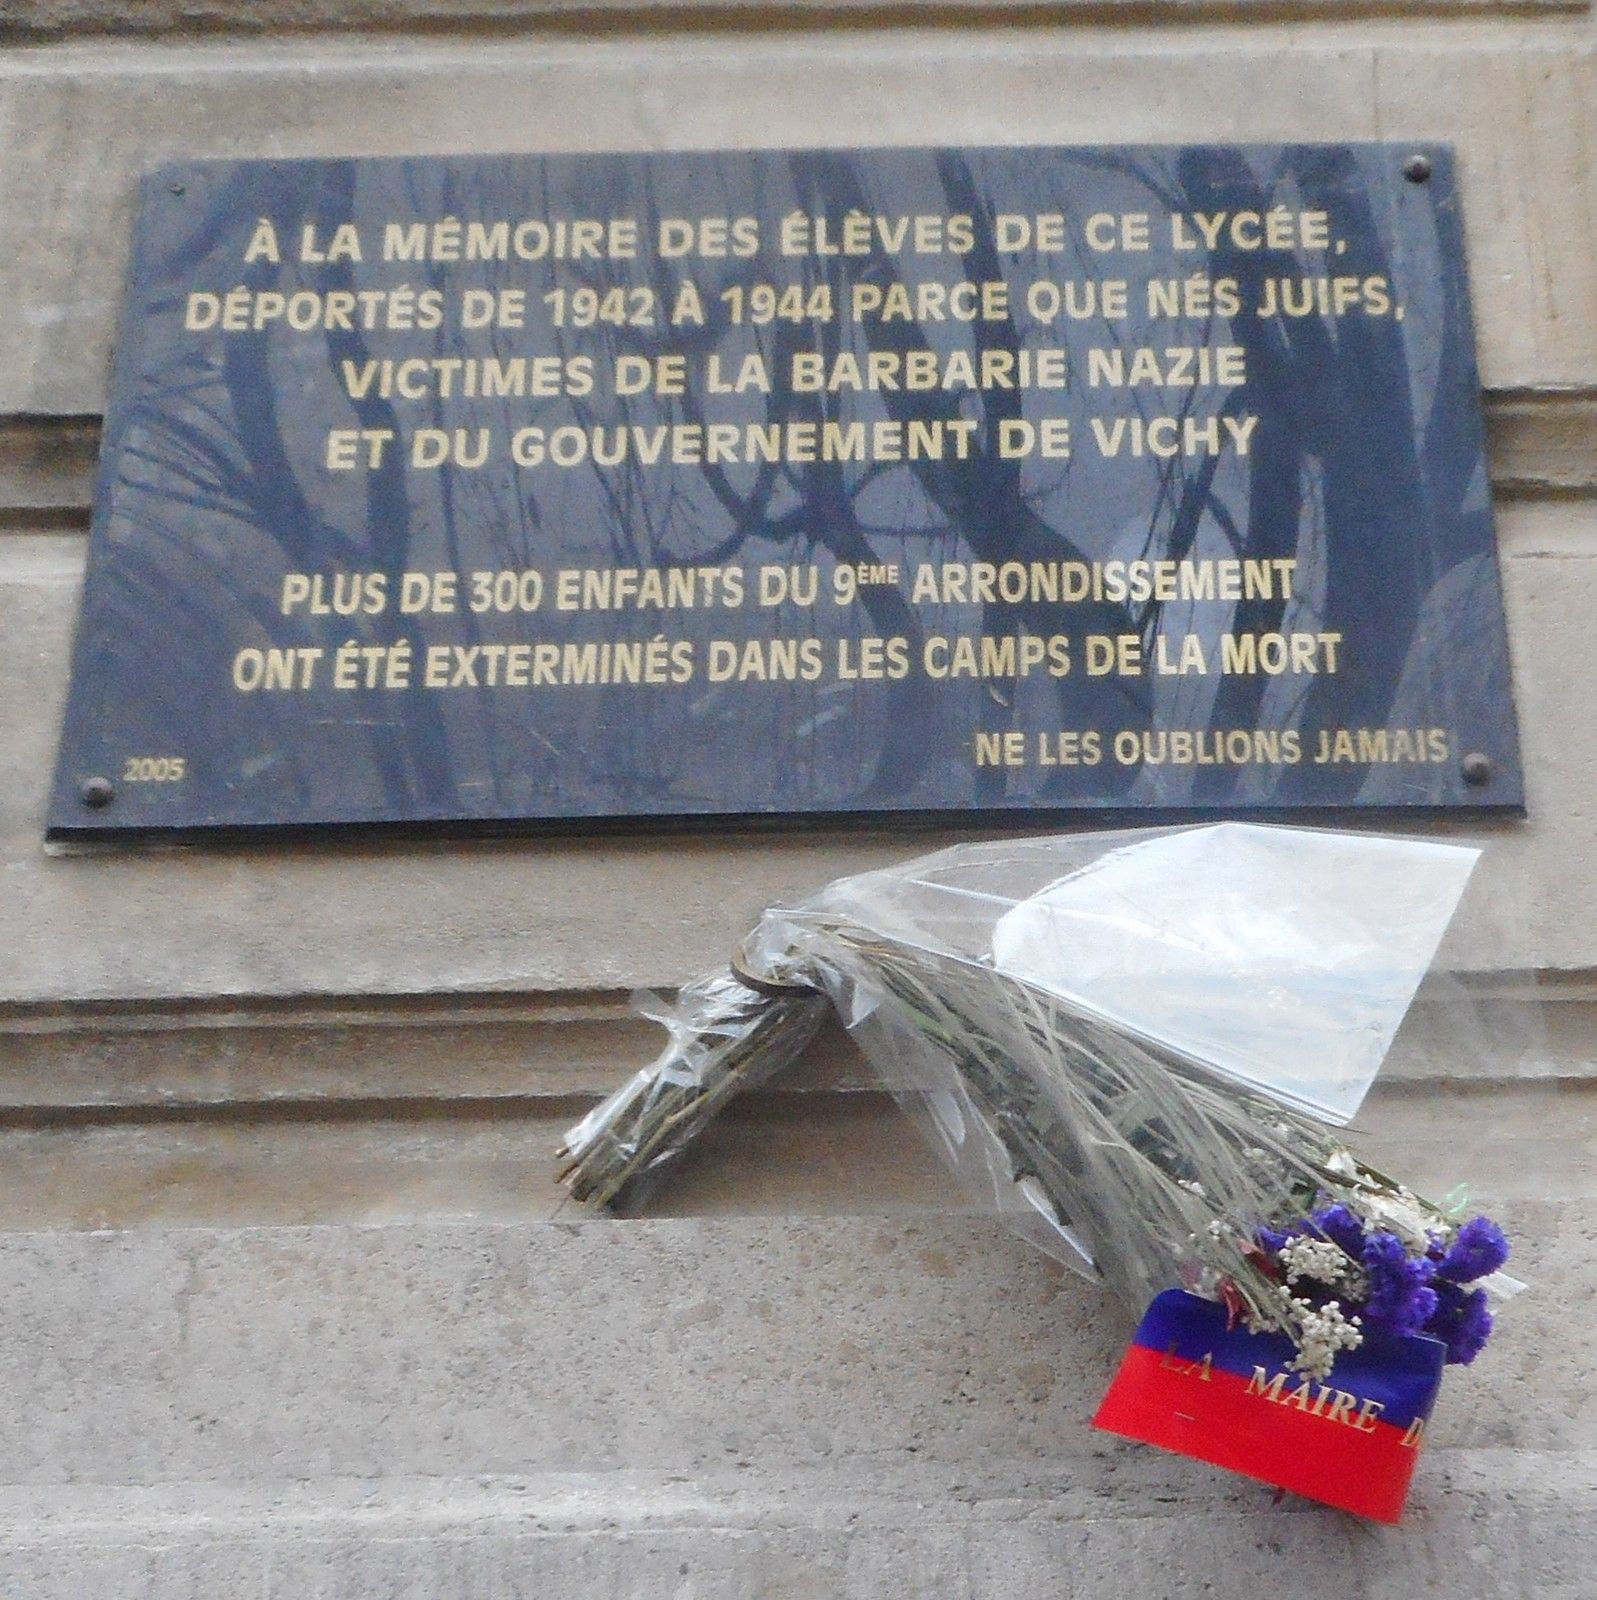 À LA MÉMOIRE DES ÉLÈVES DE CE LYCÉE,
DÉPORTÉS DE 1942 À 1944 PARCE QUE NÉS JUIFS,
VICTIMES DE LA BARBARIE NAZIE
ET DU GOUVERNEMENT DE VICHY
PLUS DE 300 ENFANTS DU 9ÈME ARRONDISSEMENT
ONT ÉTÉ EXTERMINÉS DANS LES CAMPS DE LA MORT
NE LES OUBLIONS JAMAIS
2005
LA MAIRE D